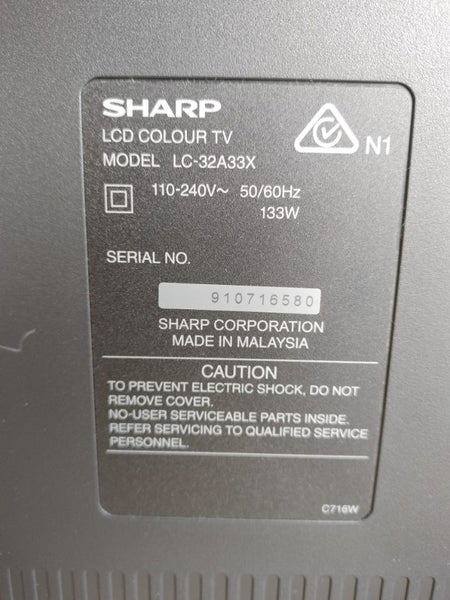 SHARP
LCD COLOUR TV
MODEL LC-32A33X
N1
110-240V~ 50/60Hz
133W
SERIAL NO.
910716580
SHARP CORPORATION
MADE IN MALAYSIA
CAUTION
TO PREVENT ELECTRIC SHOCK, DO NOT
REMOVE COVER.
NO-USER SERVICEABLE PARTS INSIDE.
REFER SERVICING TO QUALIFIED SERVICE
PERSONNEL.
C716W